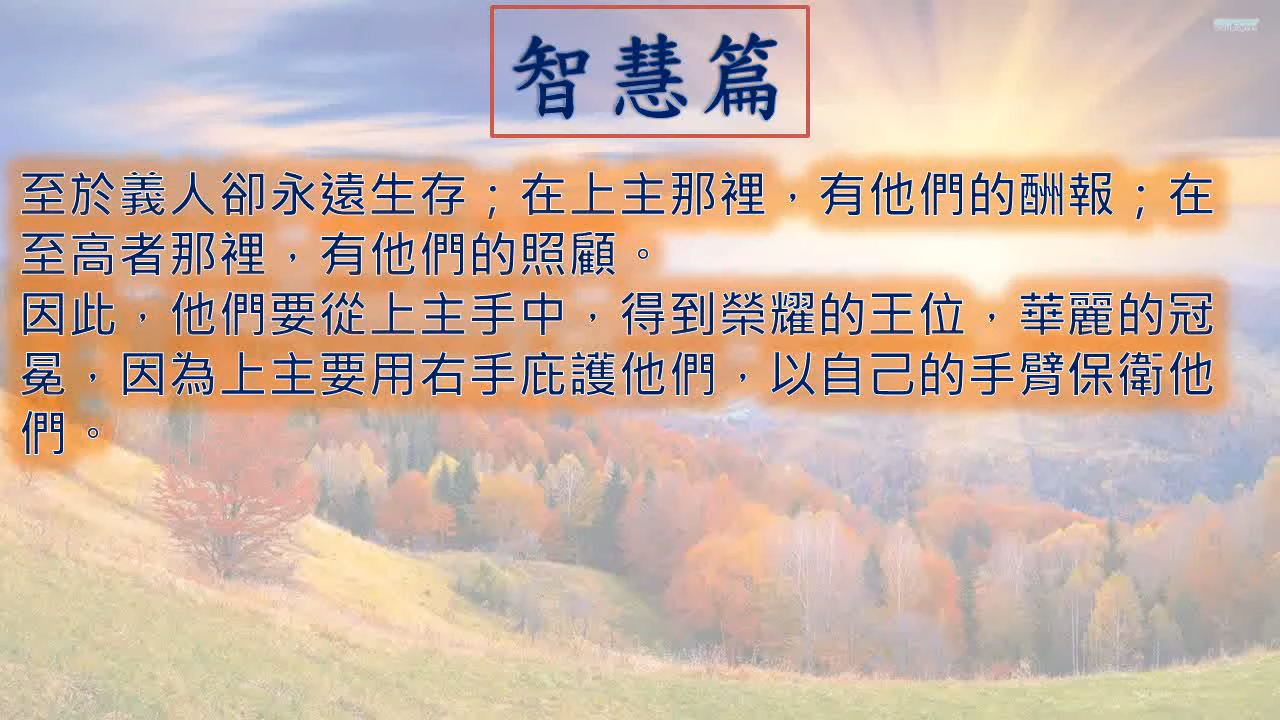 智慧篇
至於義人卻永遠生存；在上主那裡，有他們的酬報；在
至高者那裡，有他們的照顧。
因此，他們要從上主手中，得到榮耀的王位，華麗的冠
冕，因為上主要用右手庇護他們，以自己的手臂保衛他
們。